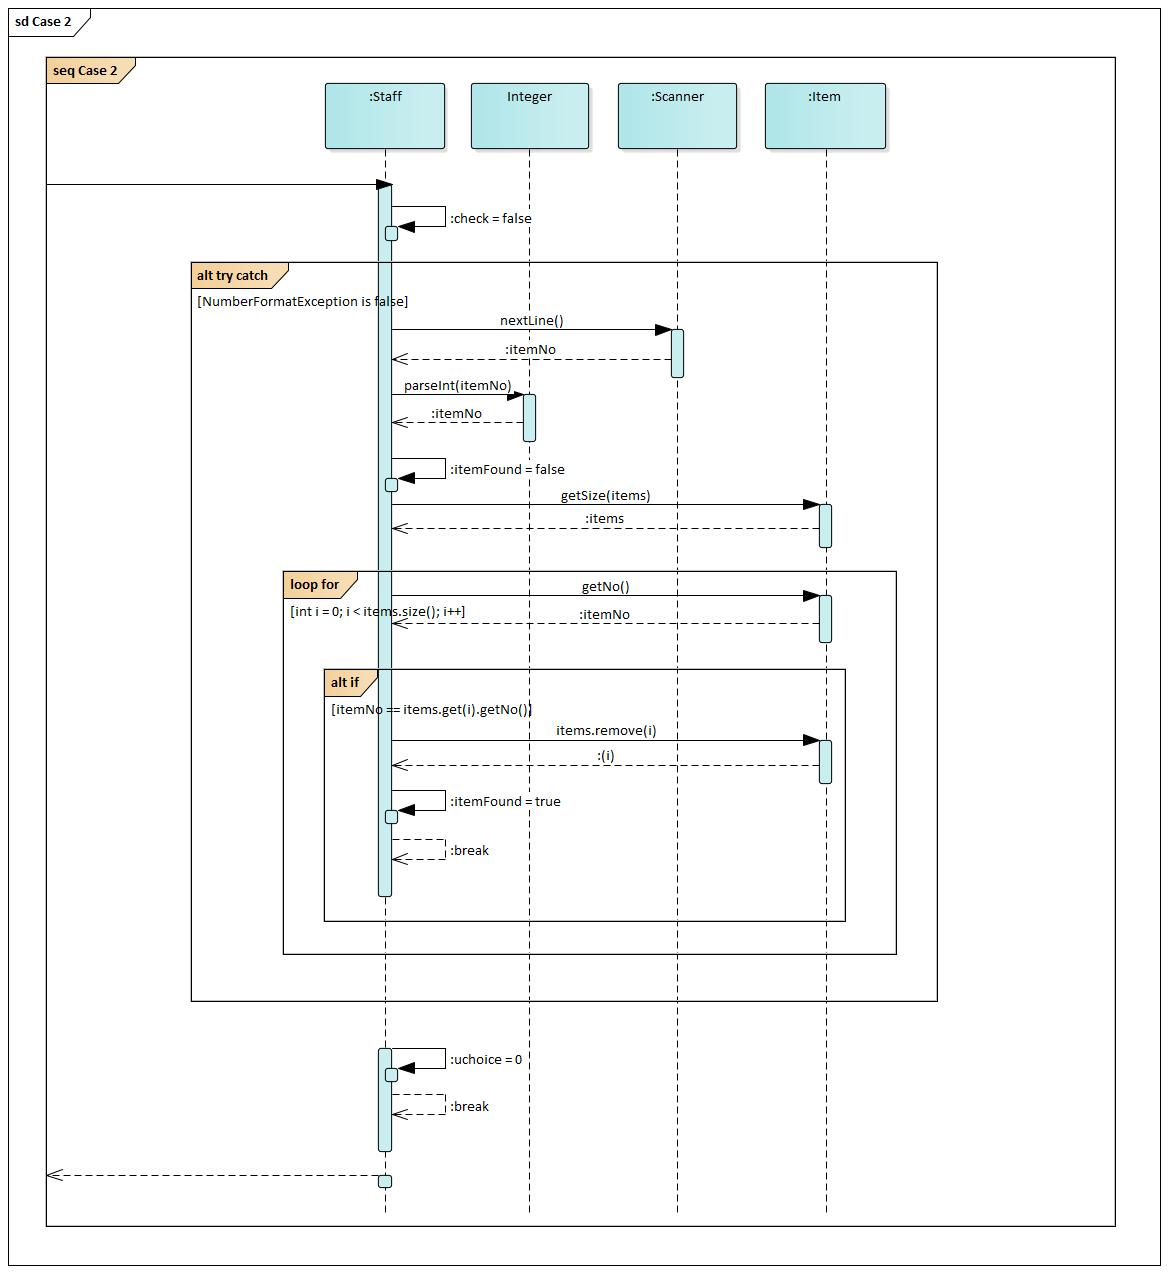 sd Case 2
seq Case 2
:Staff
Integer
:Scanner
:Item
:check = false
alt try catch
[NumberFormatException is false]
nextLine()
:itemNo
parseInt(itemNo)
:itemNo
:itemFound = false
getSize(items)
:items
loop for
getNo()
[int i = 0; i < items.size(); i++]
:itemNo
alt if
[itemNo == items.get(i).getNo()]
items.remove(i)
:(i)
:itemFound = true
:break
:uchoice = 0
:break